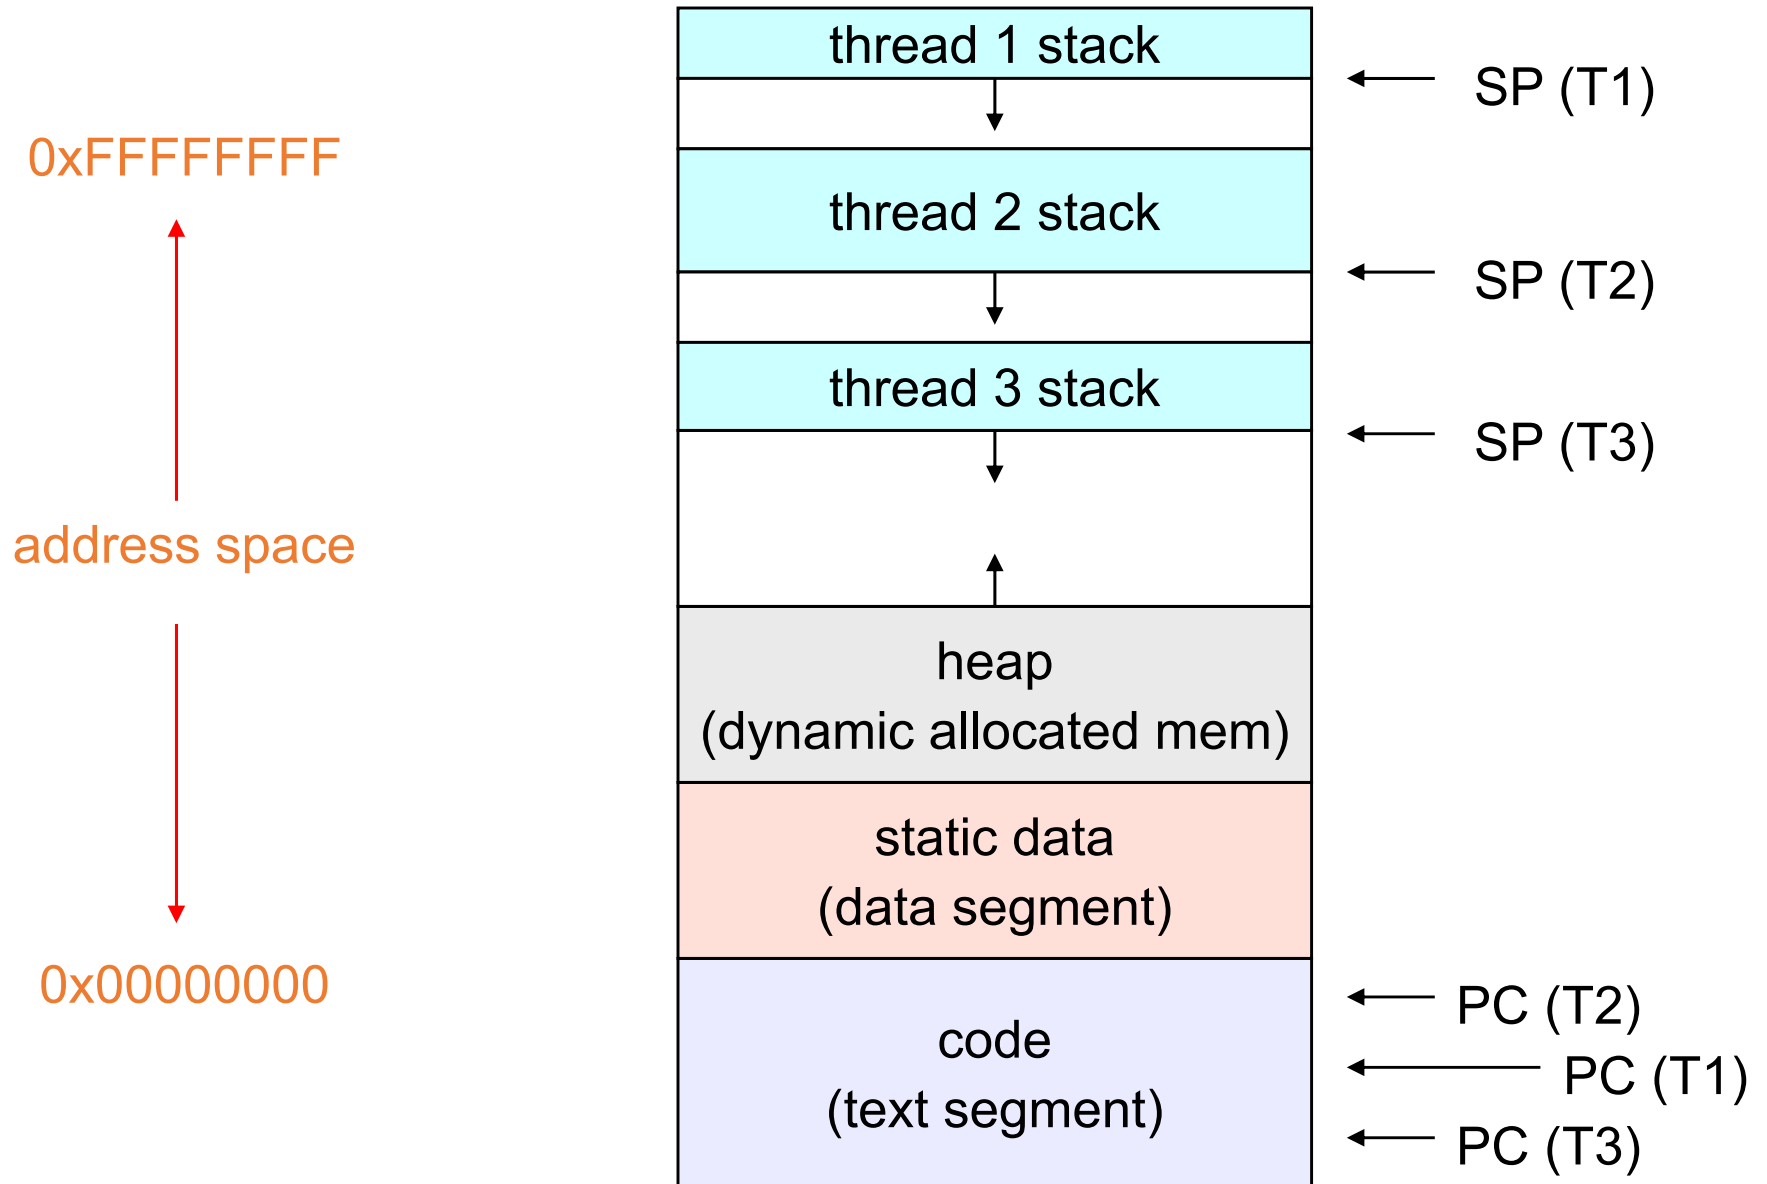 thread 1 stack
SP (T1)
0xFFFFFFFF
thread 2 stack
SP (T2)
thread 3 stack
SP (T3)
address space
heap
(dynamic allocated mem)
static data
(data segment)
0x00000000
PC (T2)
code
PC (T1)
(text segment)
PC (T3)